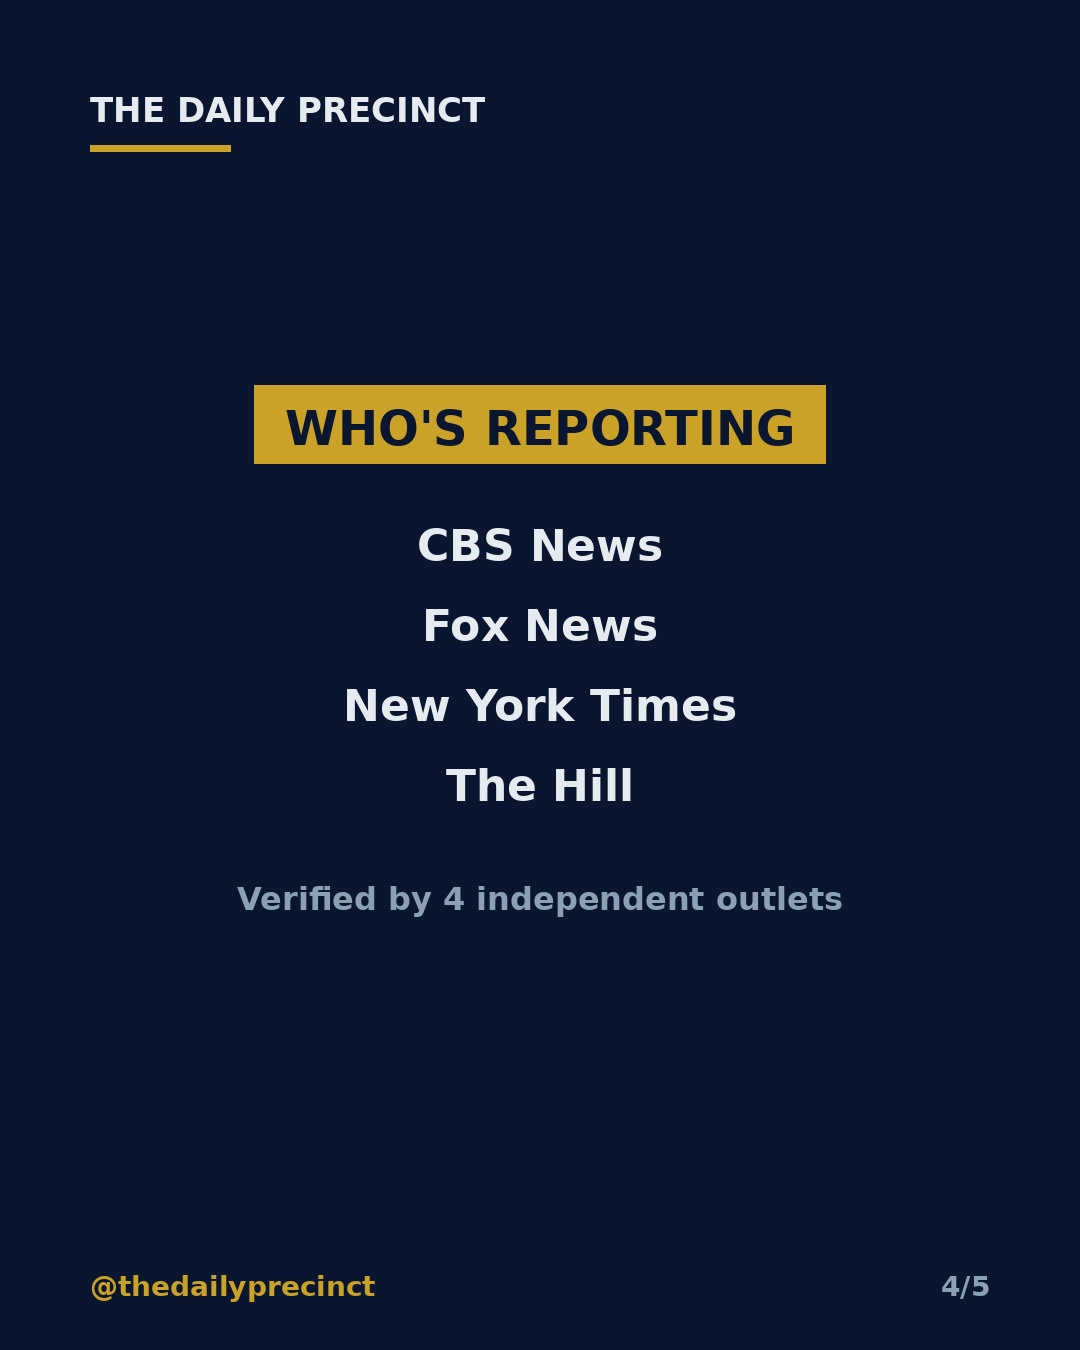 THE DAILY PRECINCT
WHO'S REPORTING
CBS News
Fox News
New York Times
The Hill
Verified by 4 independent outlets
@thedailyprecinct
4/5